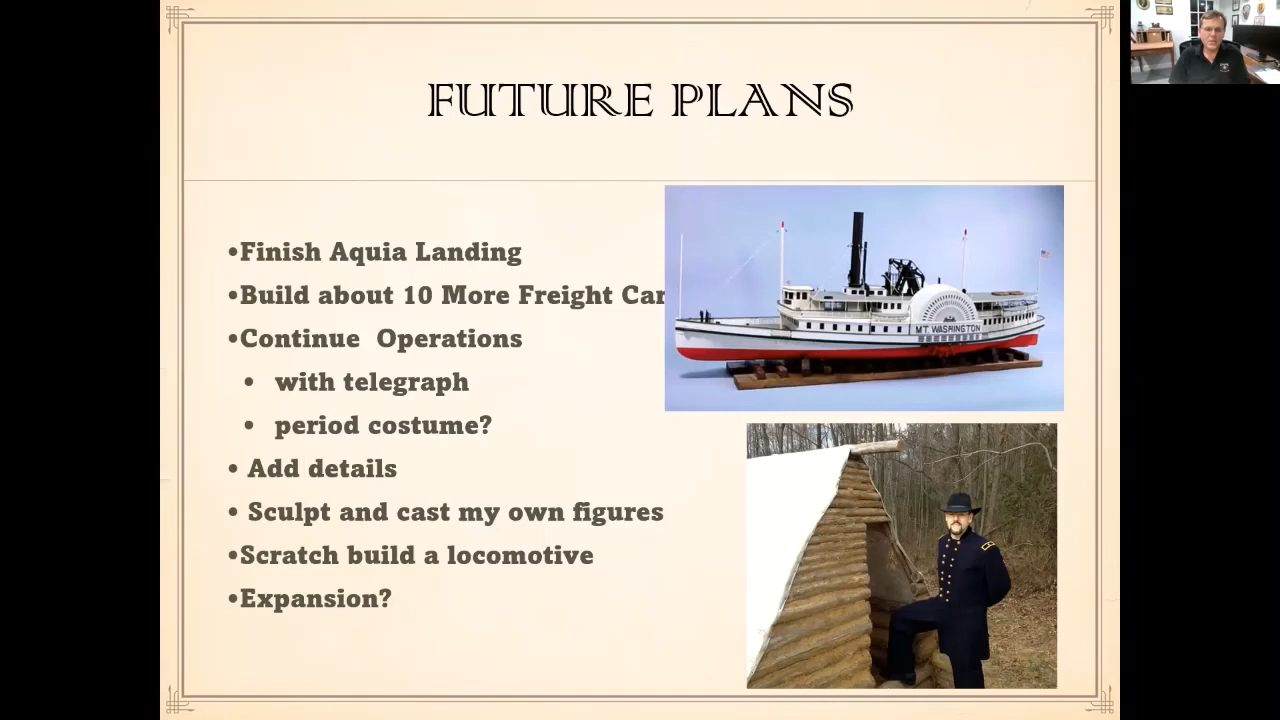 FUTURE PLANS
•Finish Aquia Landing
•Build about 10 More Freight Car
•Continue  Operations
•  with telegraph
•  period costume?
• Add details
• Sculpt and cast my own figures
•Scratch build a locomotive
•Expansion?
MT. WASHINGTON